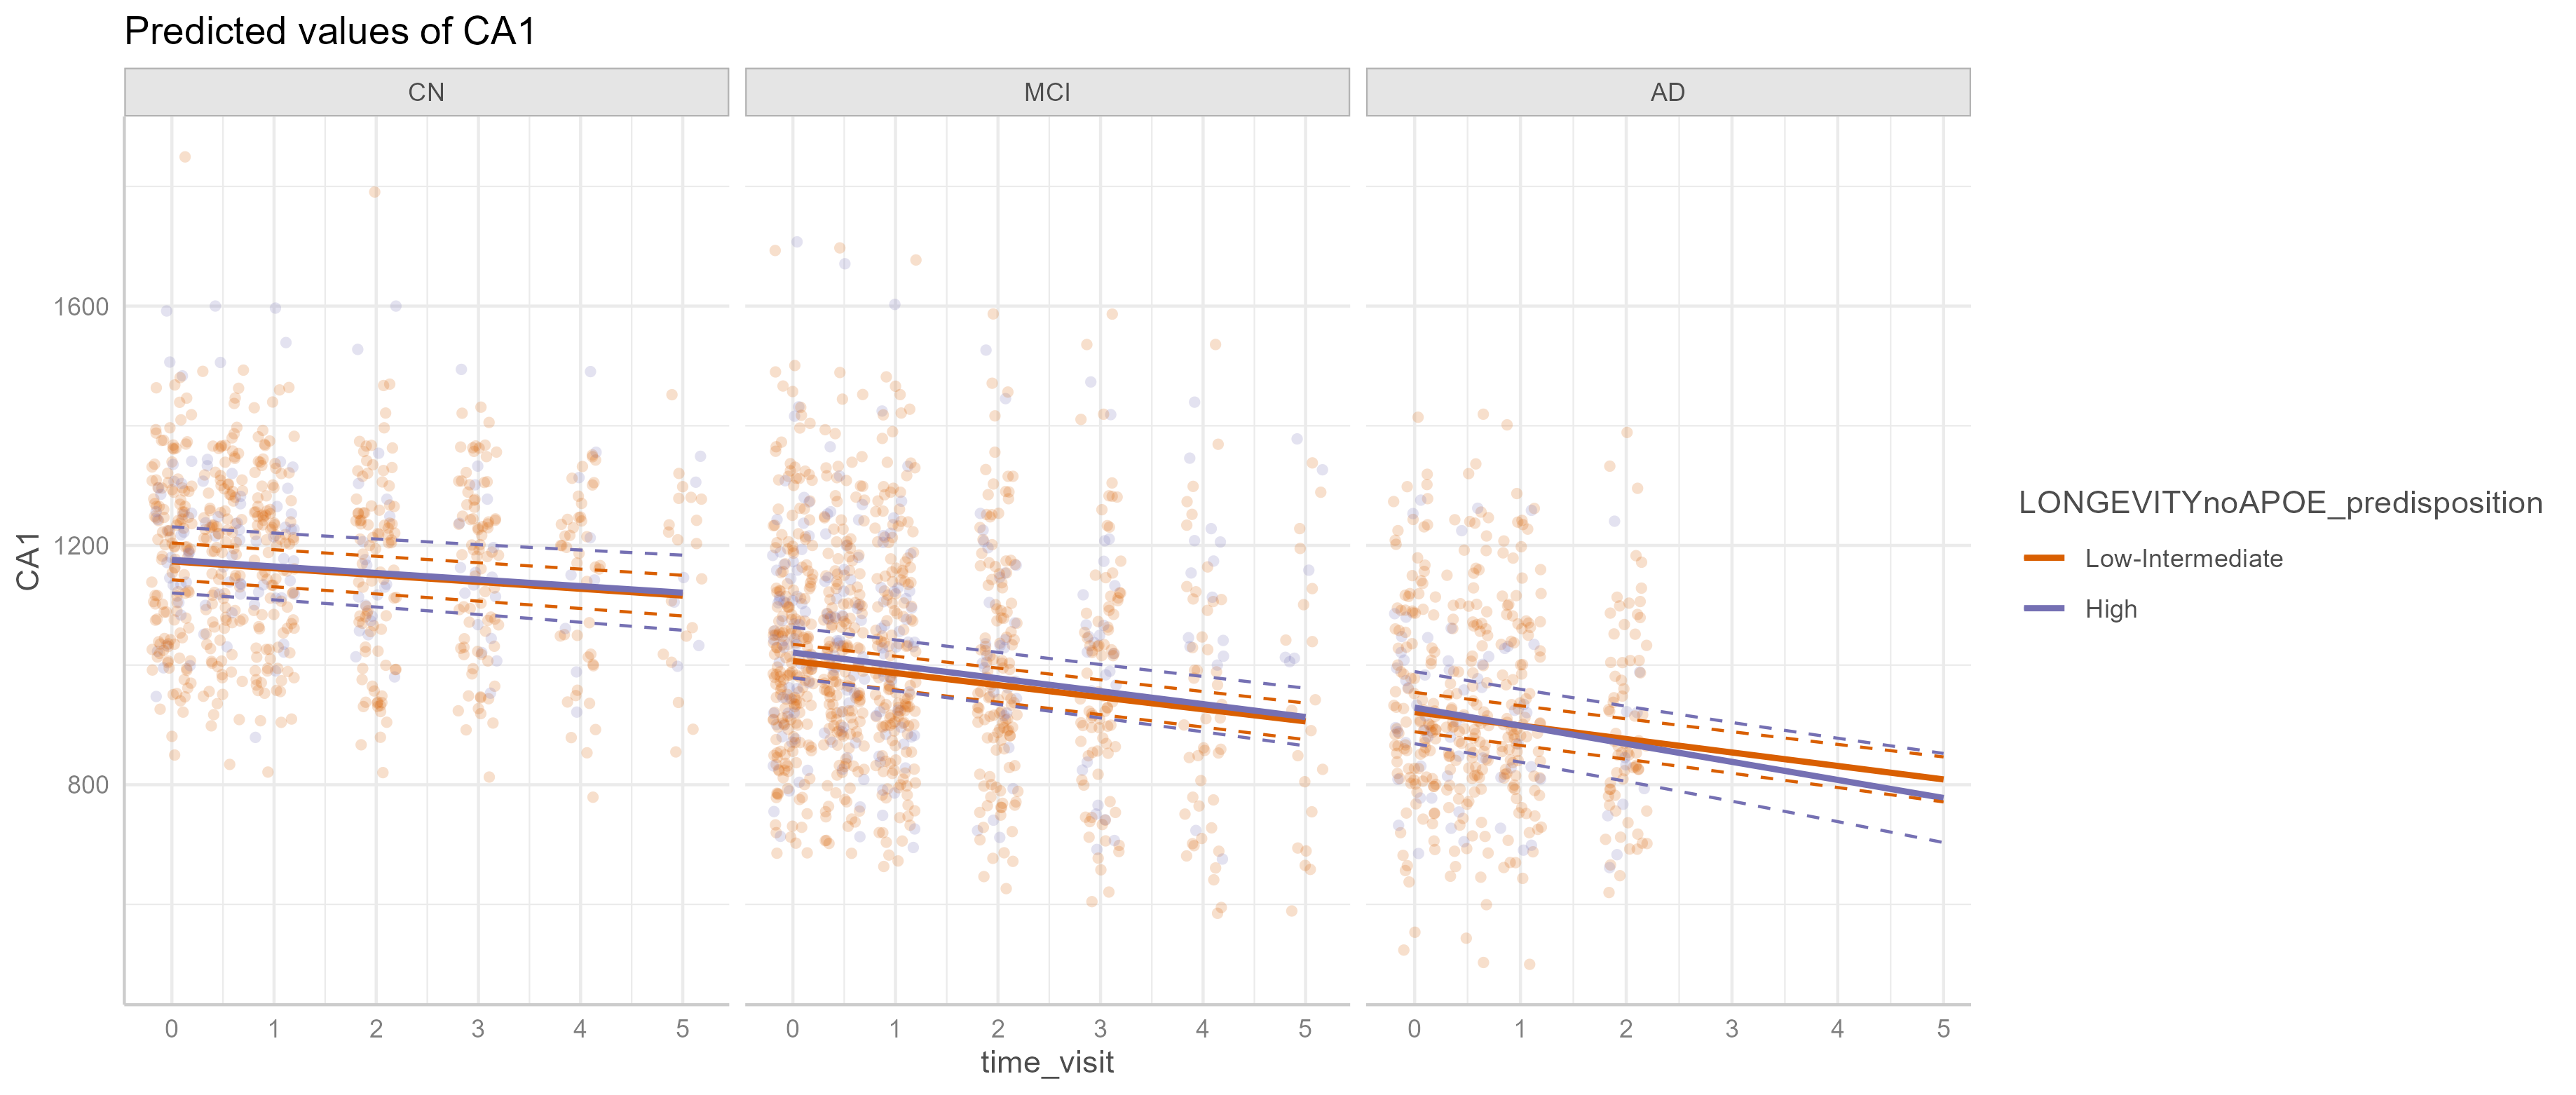 Predicted values of CA1
CN
MCI
AD
1600
1200
800
CA1
0 1 2 3 4 5
0 1 2 3 4 5
0 1 2 3 4 5
time_visit
LONGEVITYnoAPOE_predisposition
Low-Intermediate
High